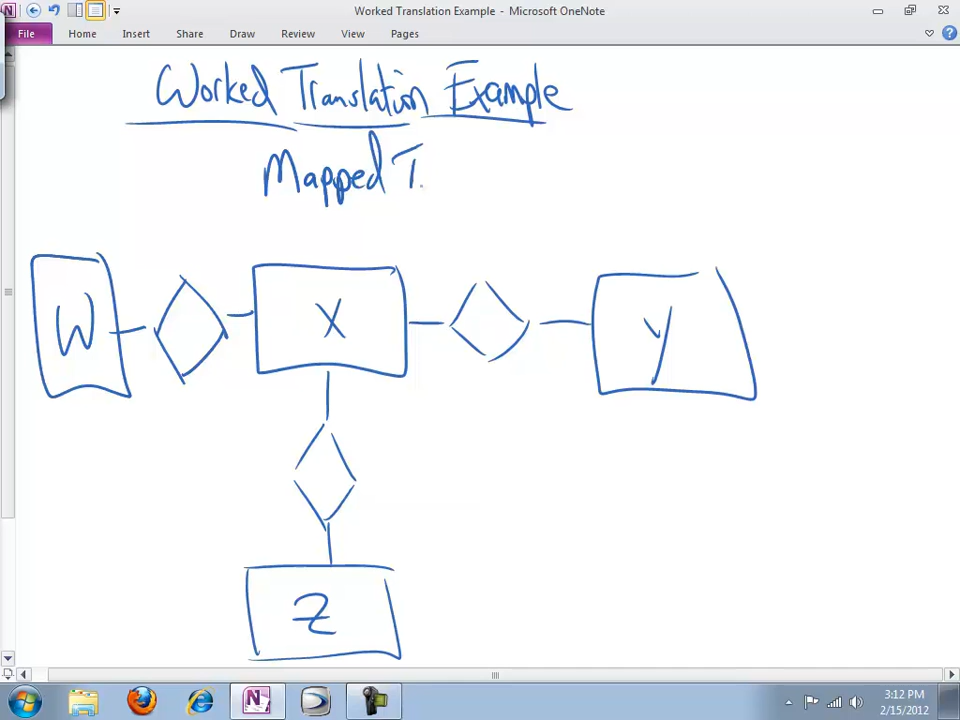 Worked Translation Example - Microsoft OneNote
File Home Insert Share Draw Review View Pages
Worked Translation Example
Mapped T
W X y
Z
3:12 PM
2/15/2012